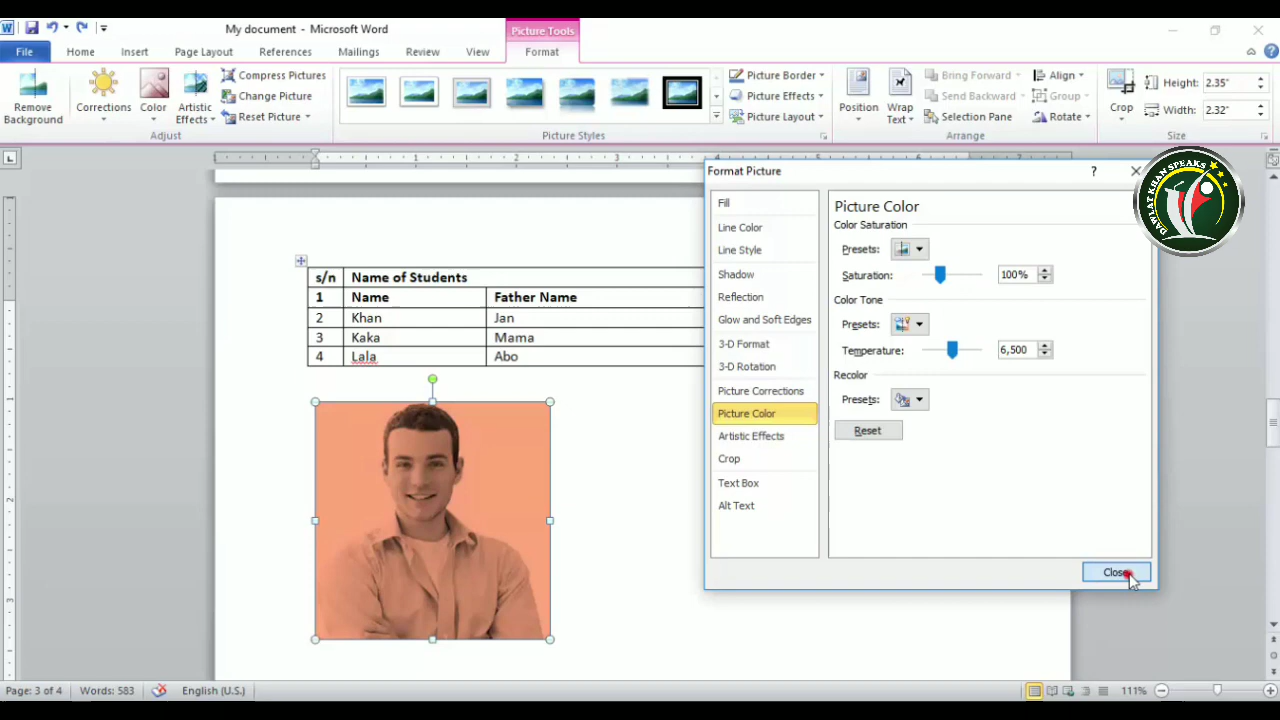 My document - Microsoft Word
Picture Tools
File Home Insert Page Layout References Mailings Review View Format
Remove Background
Corrections
Color
Artistic Effects
Compress Pictures
Change Picture
Reset Picture
Adjust
Picture Styles
Picture Border
Picture Effects
Picture Layout
Position
Wrap Text
Bring Forward
Send Backward
Selection Pane
Align
Group
Rotate
Arrange
Crop
Height: 2.35"
Width: 2.32"
Size
s/n Name of Students
1 Name Father Name
2 Khan Jan
3 Kaka Mama
4 Lala Abo
Format Picture
Fill
Line Color
Line Style
Shadow
Reflection
Glow and Soft Edges
3-D Format
3-D Rotation
Picture Corrections
Picture Color
Artistic Effects
Crop
Text Box
Alt Text
Picture Color
Color Saturation
Presets:
Saturation: 100%
Color Tone
Presets:
Temperature: 6,500
Recolor
Presets:
Reset
Close
DAWLAT KHAN SPEAKS
Page: 3 of 4 Words: 583 English (U.S.) 111%